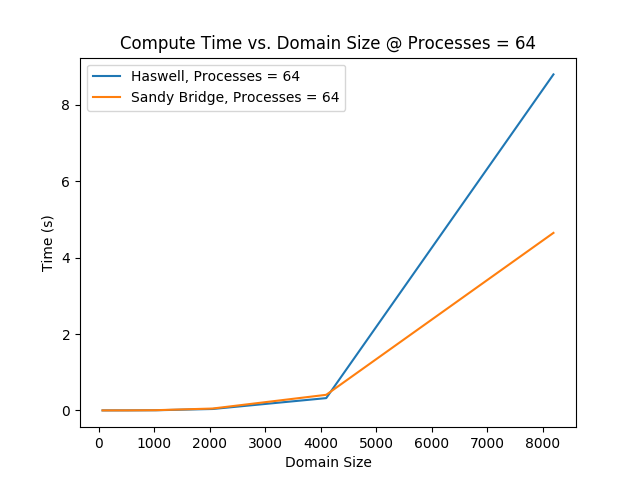 Compute Time vs. Domain Size @ Processes = 64
Haswell, Processes = 64
Sandy Bridge, Processes = 64
Time (s)
8
6
4
2
0
0 1000 2000 3000 4000 5000 6000 7000 8000
Domain Size